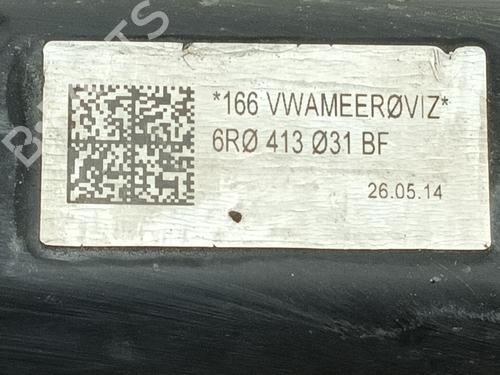 *166 VWAMEERØVIZ*
6RØ 413 Ø31 BF
26.05.14